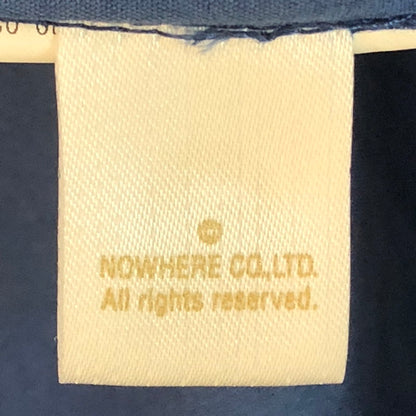 ©
NOWHERE CO.,LTD.
All rights reserved.